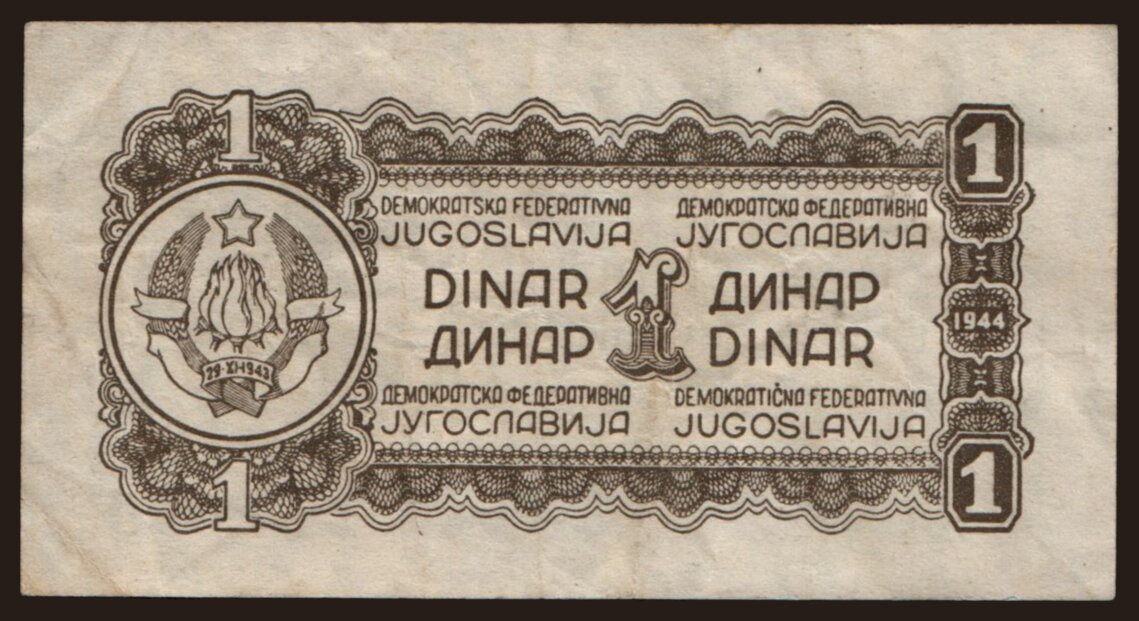 1
1
DEMOKRATSKA FEDERATIVNA
JUGOSLAVIJA
ДЕМОКРАТСКА ФЕДЕРАТИВНА
ЈУГОСЛАВИЈА
DINAR
1
ДИНАР
ДИНАР
DINAR
1944
29·XI·1943
ДЕМОКРАТСКА ФЕДЕРАТИВНА
ЈУГОСЛАВИЈА
DEMOKRATIČNA FEDERATIVNA
JUGOSLAVIJA
1
1